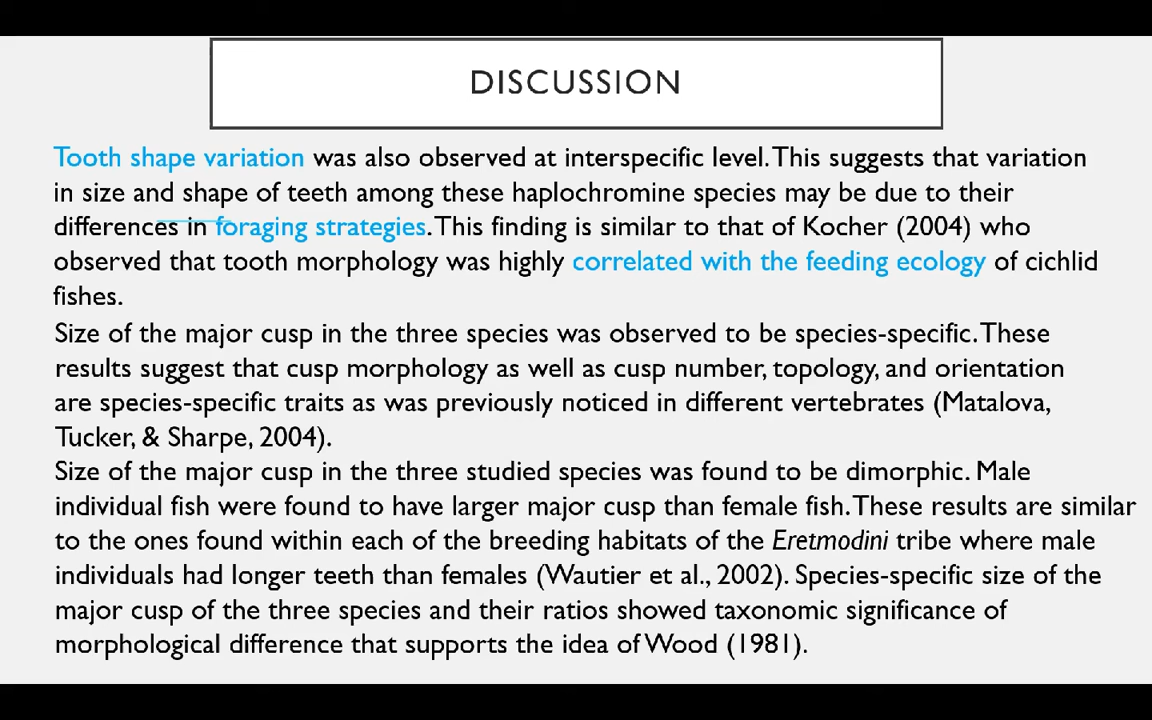 DISCUSSION
Tooth shape variation was also observed at interspecific level. This suggests that variation
in size and shape of teeth among these haplochromine species may be due to their
differences in foraging strategies. This finding is similar to that of Kocher (2004) who
observed that tooth morphology was highly correlated with the feeding ecology of cichlid
fishes.
Size of the major cusp in the three species was observed to be species-specific. These
results suggest that cusp morphology as well as cusp number, topology, and orientation
are species-specific traits as was previously noticed in different vertebrates (Matalova,
Tucker, & Sharpe, 2004).
Size of the major cusp in the three studied species was found to be dimorphic. Male
individual fish were found to have larger major cusp than female fish. These results are similar
to the ones found within each of the breeding habitats of the Eretmodini tribe where male
individuals had longer teeth than females (Wautier et al., 2002). Species-specific size of the
major cusp of the three species and their ratios showed taxonomic significance of
morphological difference that supports the idea of Wood (1981).